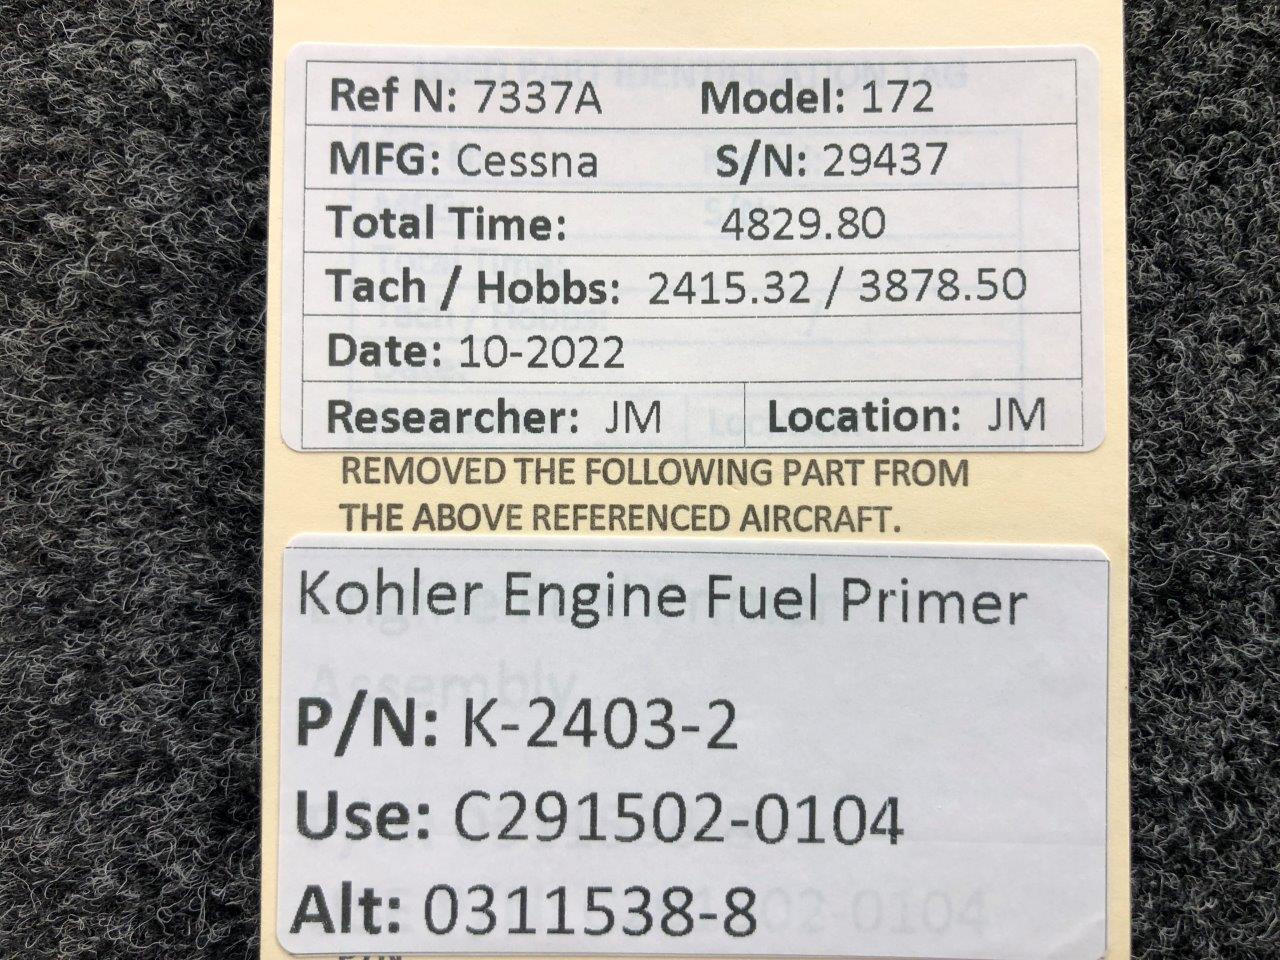 Ref N: 7337A Model: 172
MFG: Cessna S/N: 29437
Total Time: 4829.80
Tach / Hobbs: 2415.32 / 3878.50
Date: 10-2022
Researcher: JM Location: JM
REMOVED THE FOLLOWING PART FROM
THE ABOVE REFERENCED AIRCRAFT.
Kohler Engine Fuel Primer
P/N: K-2403-2
Use: C291502-0104
Alt: 0311538-8